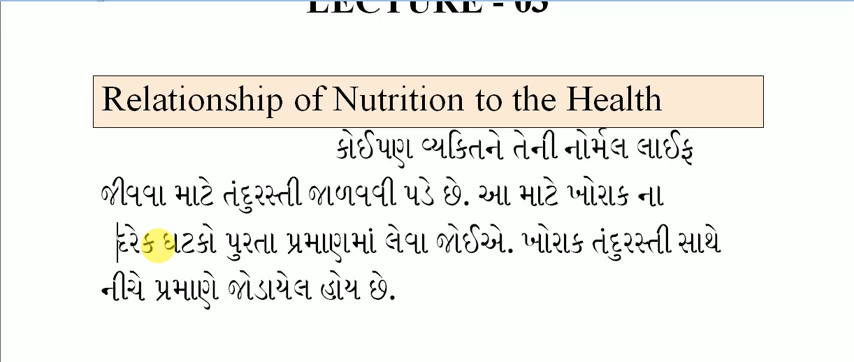 LECTURE - 03
Relationship of Nutrition to the Health
કોઈપણ વ્યકિતને તેની નોર્મલ લાઈફ
જીવવા માટે તંદુરસ્તી જાળવવી પડે છે. આ માટે ખોરાક ના
દરેક ઘટકો પુરતા પ્રમાણમાં લેવા જોઈએ. ખોરાક તંદુરસ્તી સાથે
નીચે પ્રમાણે જોડાયેલ હોય છે.